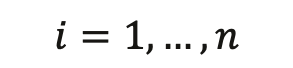 i = 1, … , n